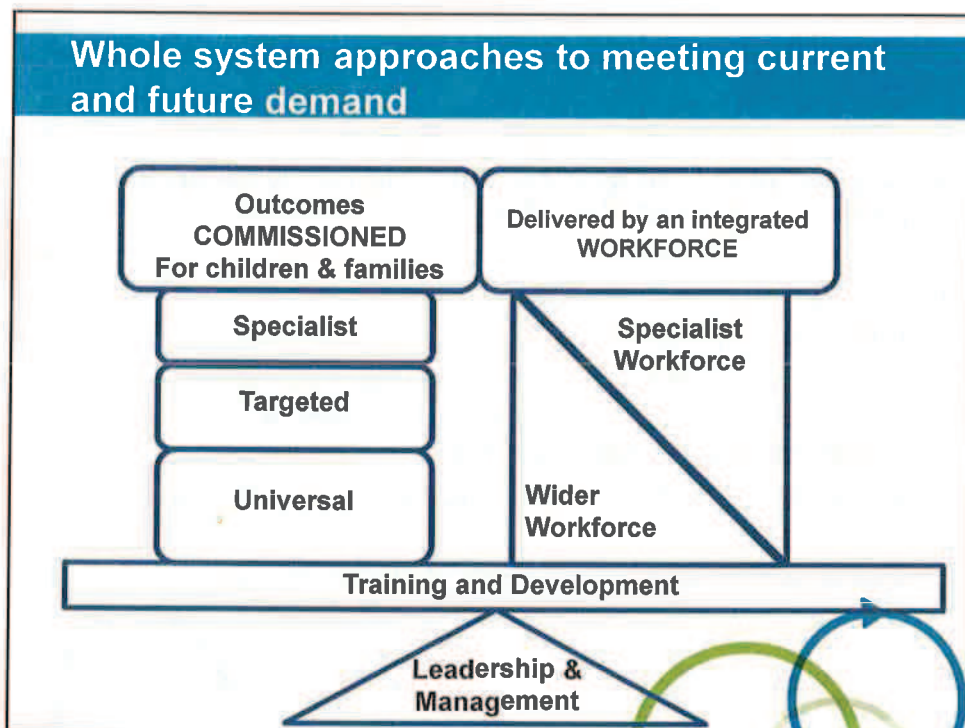 Whole system approaches to meeting current
and future demand
Outcomes
COMMISSIONED
For children & families
Delivered by an integrated
WORKFORCE
Specialist
Targeted
Universal
Specialist
Workforce
Wider
Workforce
Training and Development
Leadership &
Management